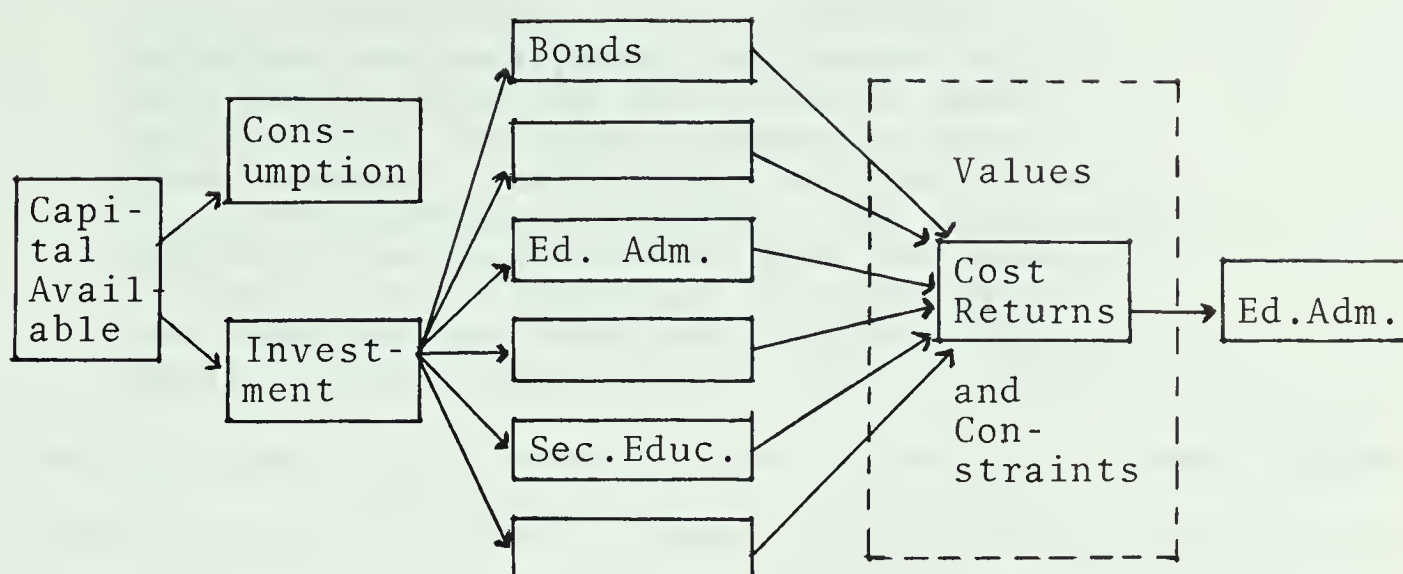 Bonds
Cons-
umption
Values
Capi-
tal
Avail-
able
Ed. Adm.
Cost
Returns
Ed.Adm.
Invest-
ment
and
Con-
straints
Sec.Educ.